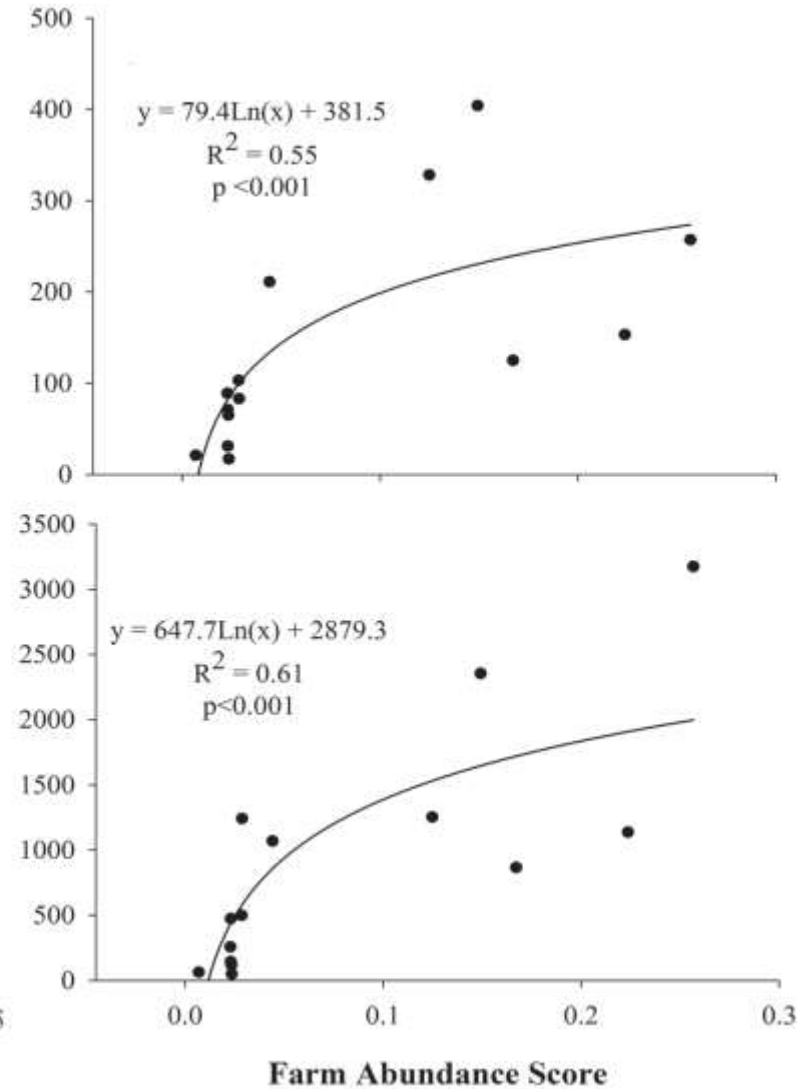 500
400
300
200
100
0
y = 79.4Ln(x) + 381.5
R2 = 0.55
p <0.001
3500
3000
2500
2000
1500
1000
500
0
y = 647.7Ln(x) + 2879.3
R2 = 0.61
p<0.001
0.0 0.1 0.2 0.3
Farm Abundance Score